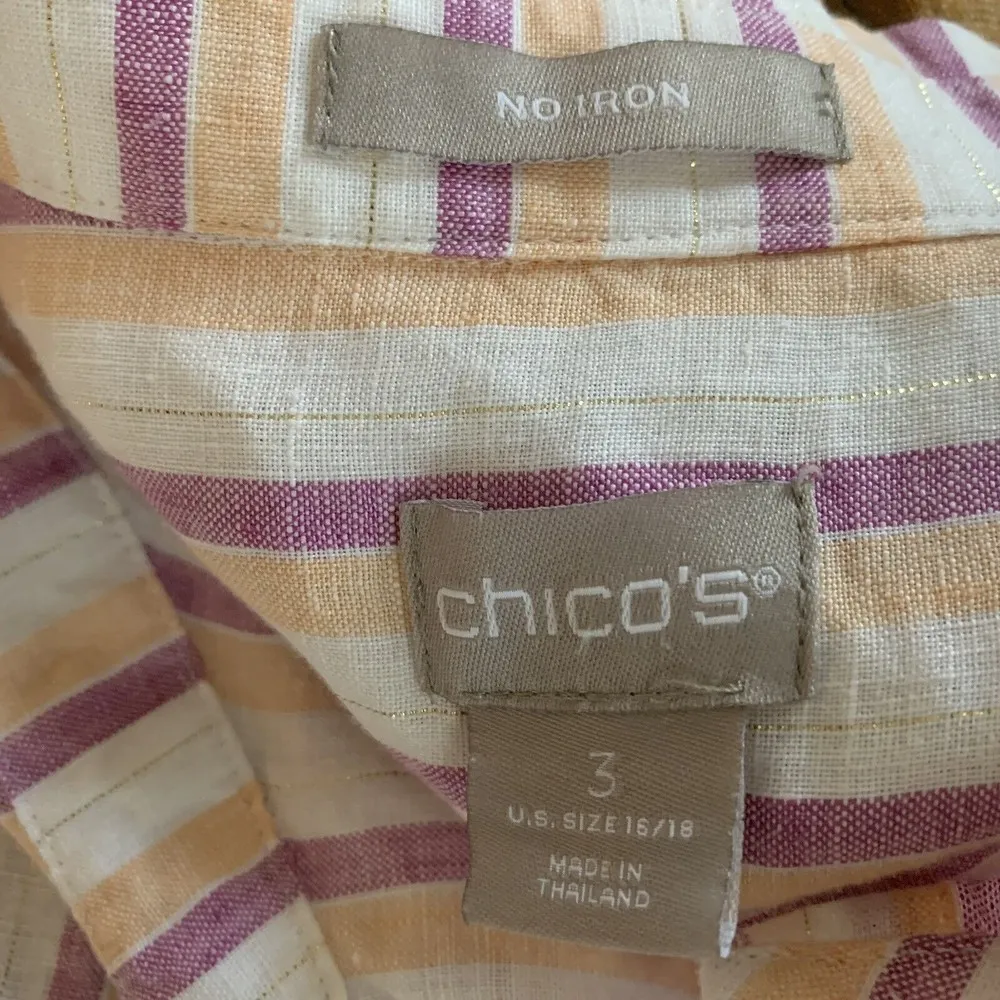 NO IRON
chico's®
3
U.S. SIZE 16/18
MADE IN
THAILAND